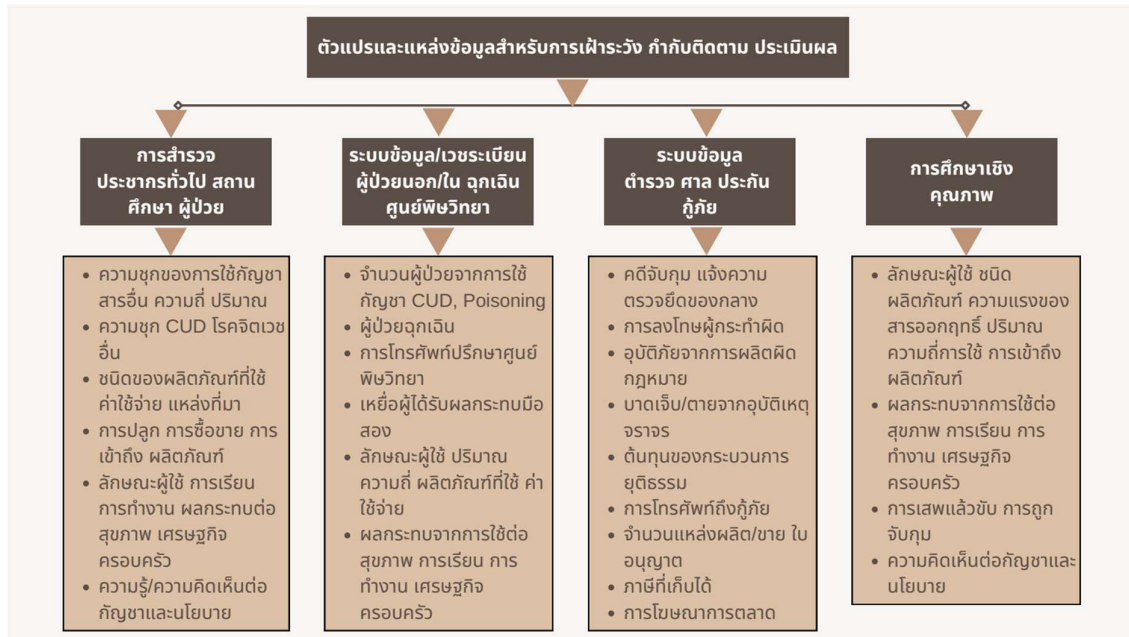 ตัวแปรและแหล่งข้อมูลสำหรับการเฝ้าระวัง กำกับติดตาม ประเมินผล
การสำรวจ
ประชากรทั่วไป สถาน
ศึกษา ผู้ป่วย
• ความชุกของการใช้กัญชา
สารอื่น ความถี่ ปริมาณ
• ความชุก CUD โรคจิตเวช
อื่น
• ชนิดของผลิตภัณฑ์ที่ใช้
ค่าใช้จ่าย แหล่งที่มา
• การปลูก การซื้อขาย การ
เข้าถึง ผลิตภัณฑ์
• ลักษณะผู้ใช้ การเรียน
การทำงาน ผลกระทบต่อ
สุขภาพ เศรษฐกิจ
ครอบครัว
• ความรู้/ความคิดเห็นต่อ
กัญชาและนโยบาย
ระบบข้อมูล/เวชระเบียน
ผู้ป่วยนอก/ใน ฉุกเฉิน
ศูนย์พิษวิทยา
• จำนวนผู้ป่วยจากการใช้
กัญชา CUD, Poisoning
• ผู้ป่วยฉุกเฉิน
• การโทรศัพท์ปรึกษาศูนย์
พิษวิทยา
• เหยื่อผู้ได้รับผลกระทบมือ
สอง
• ลักษณะผู้ใช้ ปริมาณ
ความถี่ ผลิตภัณฑ์ที่ใช้ ค่า
ใช้จ่าย
• ผลกระทบจากการใช้ต่อ
สุขภาพ การเรียน การ
ทำงาน เศรษฐกิจ
ครอบครัว
ระบบข้อมูล
ตำรวจ ศาล ประกัน
กู้ภัย
• คดีจับกุม แจ้งความ
ตรวจยึดของกลาง
• การลงโทษผู้กระทำผิด
• อุบัติภัยจากการผลิตผิด
กฎหมาย
• บาดเจ็บ/ตายจากอุบัติเหตุ
จราจร
• ต้นทุนของกระบวนการ
ยุติธรรม
• การโทรศัพท์ถึงกู้ภัย
• จำนวนแหล่งผลิต/ขาย ใบ
อนุญาต
• ภาษีที่เก็บได้
• การโฆษณาการตลาด
การศึกษาเชิง
คุณภาพ
• ลักษณะผู้ใช้ ชนิด
ผลิตภัณฑ์ ความแรงของ
สารออกฤทธิ์ ปริมาณ
ความถี่การใช้ การเข้าถึง
ผลิตภัณฑ์
• ผลกระทบจากการใช้ต่อ
สุขภาพ การเรียน การ
ทำงาน เศรษฐกิจ
ครอบครัว
• การเสพแล้วขับ การถูก
จับกุม
• ความคิดเห็นต่อกัญชาและ
นโยบาย